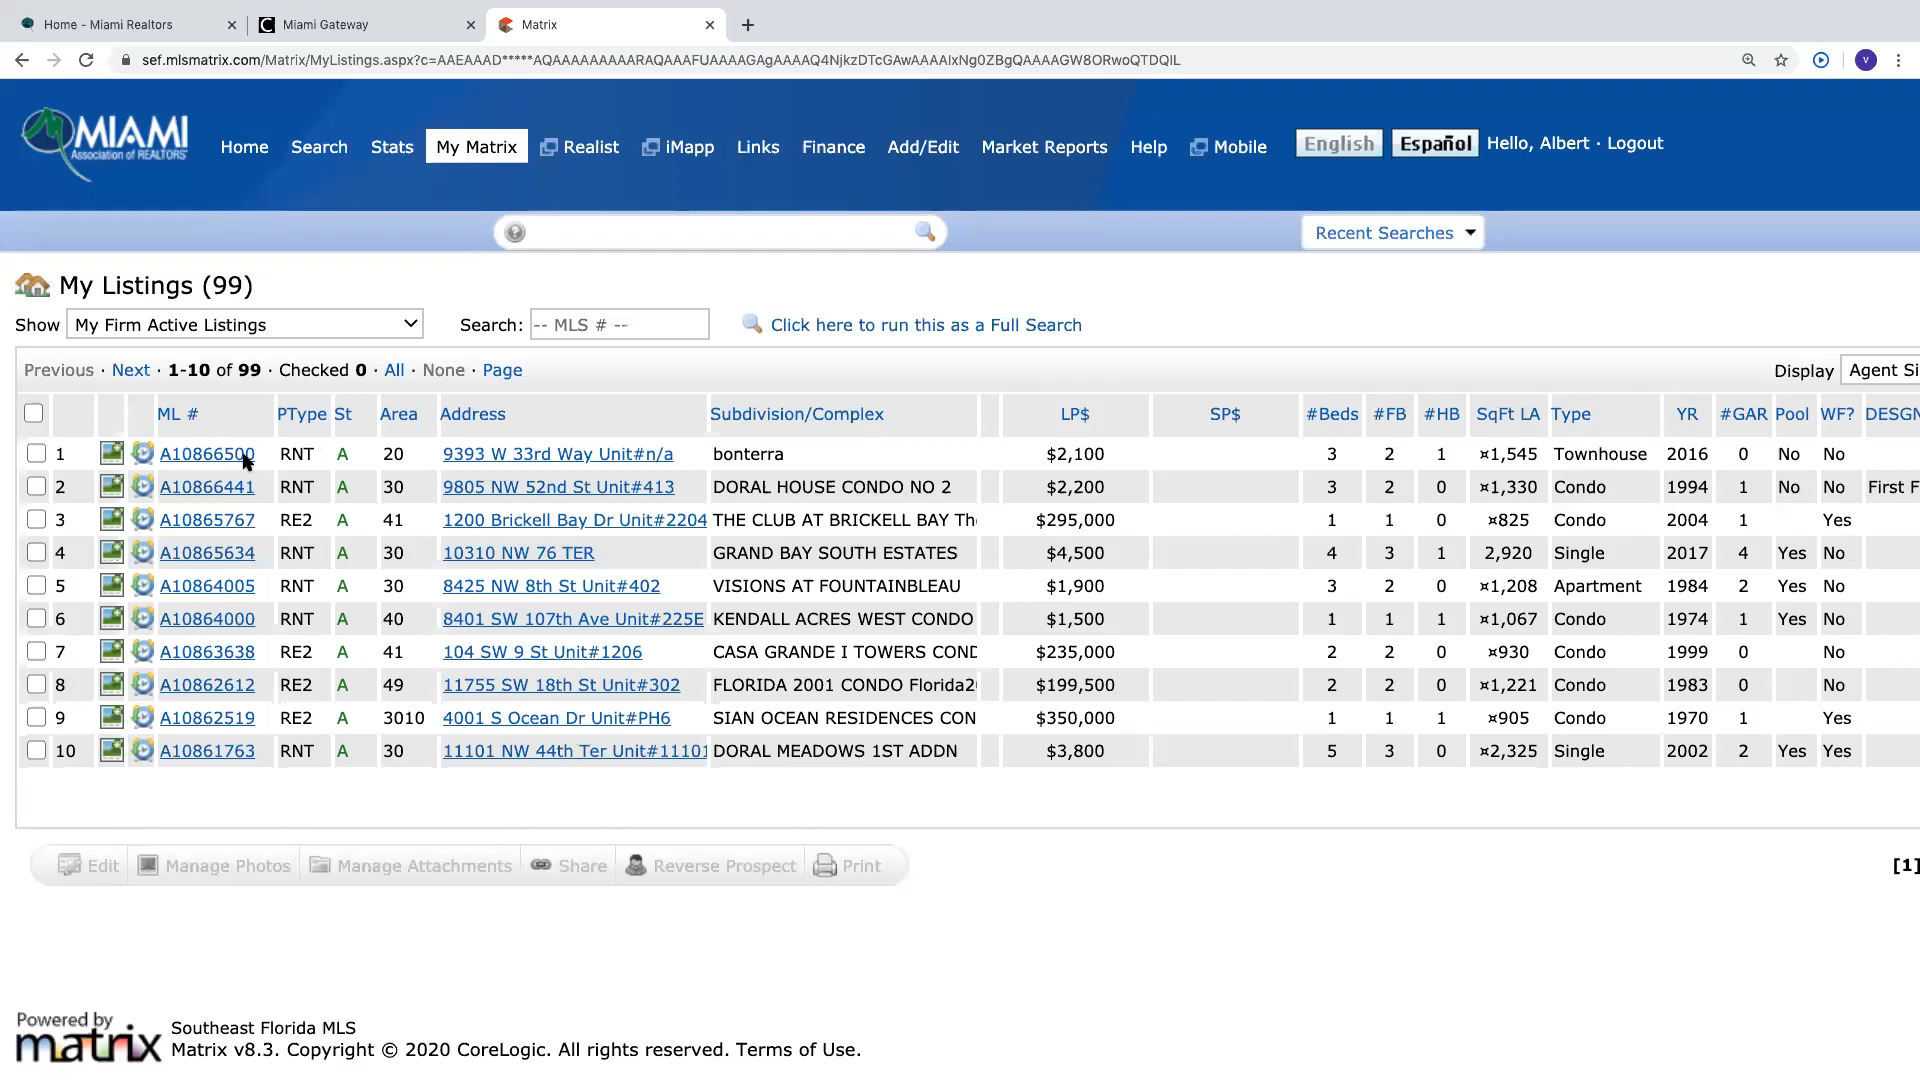 Home - Miami Realtors
Miami Gateway
Matrix
sef.mlsmatrix.com/Matrix/MyListings.aspx?c=AAEAAAD*****AQAAAAAAAAARAQAAAFUAAAAGAgAAAAQ4NjkzDTcGAwAAAAlxNg0ZBgQAAAAGW8ORwoQTDQlL
V
MIAMI
Association of REALTORS®
Home Search Stats My Matrix Realist iMapp Links Finance Add/Edit Market Reports Help Mobile English Español Hello, Albert · Logout
Recent Searches
My Listings (99)
Show My Firm Active Listings Search: -- MLS # -- Click here to run this as a Full Search
Previous · Next · 1-10 of 99 · Checked 0 · All · None · Page Display Agent Si
ML # PType St Area Address Subdivision/Complex LP$ SP$ #Beds #FB #HB SqFt LA Type YR #GAR Pool WF? DESGN
1 A10866500 RNT A 20 9393 W 33rd Way Unit#n/a bonterra $2,100 3 2 1 ¤1,545 Townhouse 2016 0 No No
2 A10866441 RNT A 30 9805 NW 52nd St Unit#413 DORAL HOUSE CONDO NO 2 $2,200 3 2 0 ¤1,330 Condo 1994 1 No No First F
3 A10865767 RE2 A 41 1200 Brickell Bay Dr Unit#2204 THE CLUB AT BRICKELL BAY Th $295,000 1 1 0 ¤825 Condo 2004 1 Yes
4 A10865634 RNT A 30 10310 NW 76 TER GRAND BAY SOUTH ESTATES $4,500 4 3 1 2,920 Single 2017 4 Yes No
5 A10864005 RNT A 30 8425 NW 8th St Unit#402 VISIONS AT FOUNTAINBLEAU $1,900 3 2 0 ¤1,208 Apartment 1984 2 Yes No
6 A10864000 RNT A 40 8401 SW 107th Ave Unit#225E KENDALL ACRES WEST CONDO $1,500 1 1 1 ¤1,067 Condo 1974 1 Yes No
7 A10863638 RE2 A 41 104 SW 9 St Unit#1206 CASA GRANDE I TOWERS CONE $235,000 2 2 0 ¤930 Condo 1999 0 No
8 A10862612 RE2 A 49 11755 SW 18th St Unit#302 FLORIDA 2001 CONDO Florida2 $199,500 2 2 0 ¤1,221 Condo 1983 0 No
9 A10862519 RE2 A 3010 4001 S Ocean Dr Unit#PH6 SIAN OCEAN RESIDENCES CON $350,000 1 1 1 ¤905 Condo 1970 1 Yes
10 A10861763 RNT A 30 11101 NW 44th Ter Unit#11101 DORAL MEADOWS 1ST ADDN $3,800 5 3 0 ¤2,325 Single 2002 2 Yes Yes
Edit Manage Photos Manage Attachments Share Reverse Prospect Print [1]
Powered by
matrix
Southeast Florida MLS
Matrix v8.3. Copyright © 2020 CoreLogic. All rights reserved. Terms of Use.